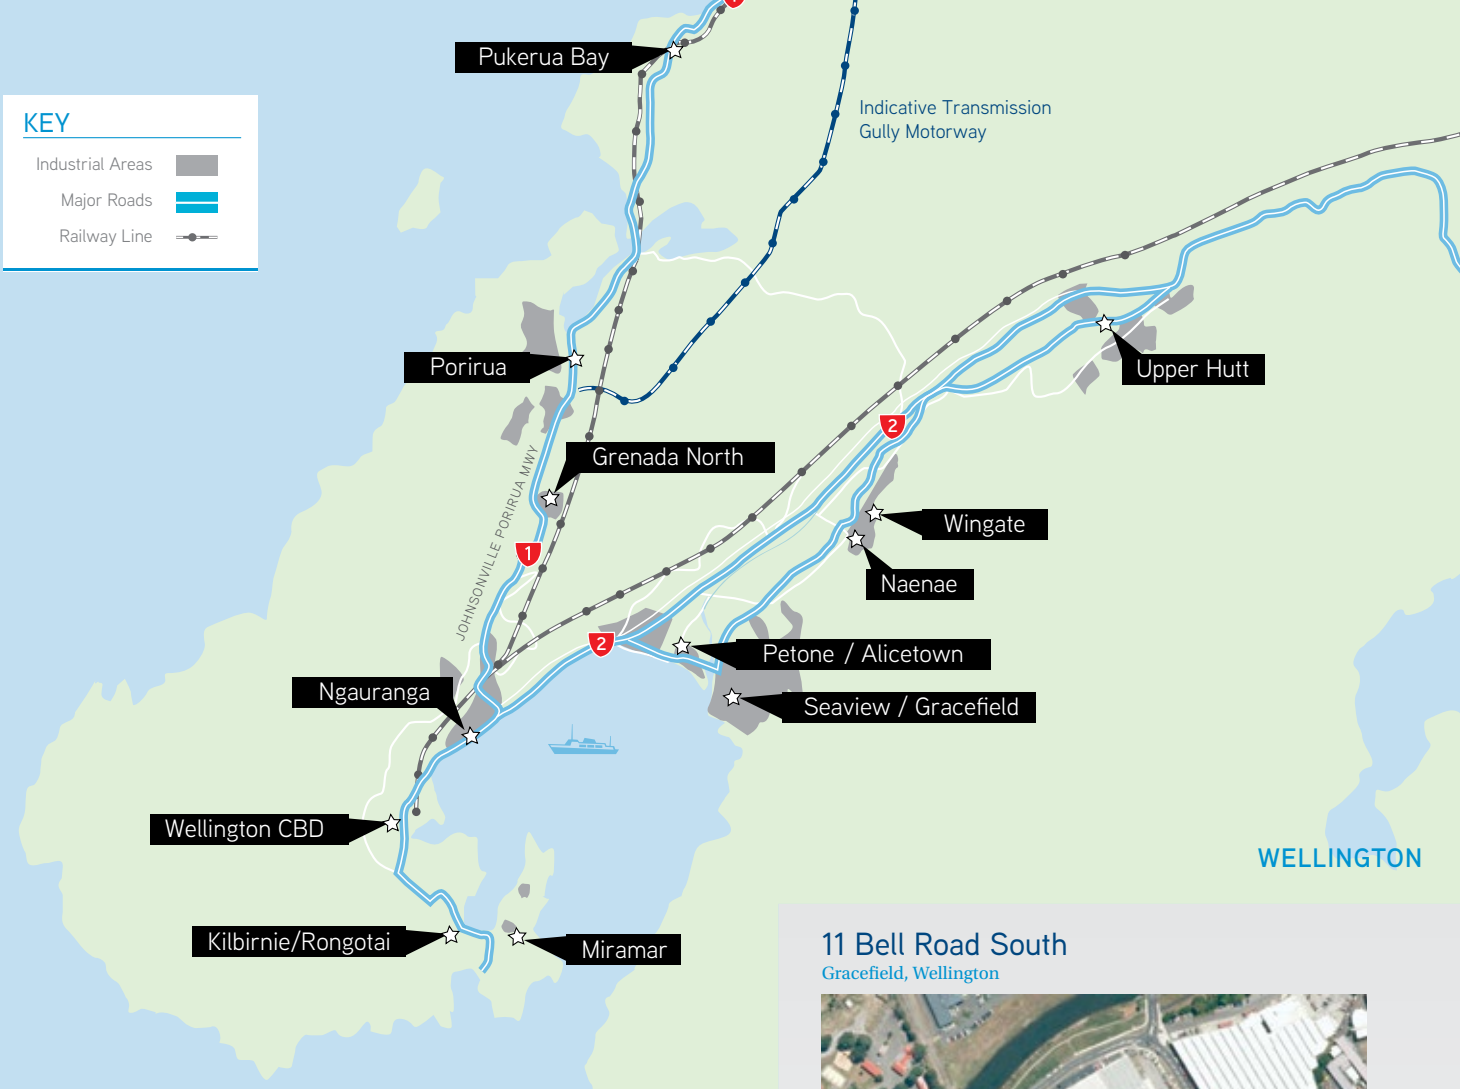 Pukerua Bay
KEY
Industrial Areas
Major Roads
Railway Line
Indicative Transmission
Gully Motorway
Porirua
Upper Hutt
2
Grenada North
JOHNSONVILLE PORIRUA MWY
1
Wingate
Naenae
2
Petone / Alicetown
Ngauranga
Seaview / Gracefield
Wellington CBD
WELLINGTON
Kilbirnie/Rongotai
Miramar
11 Bell Road South
Gracefield, Wellington